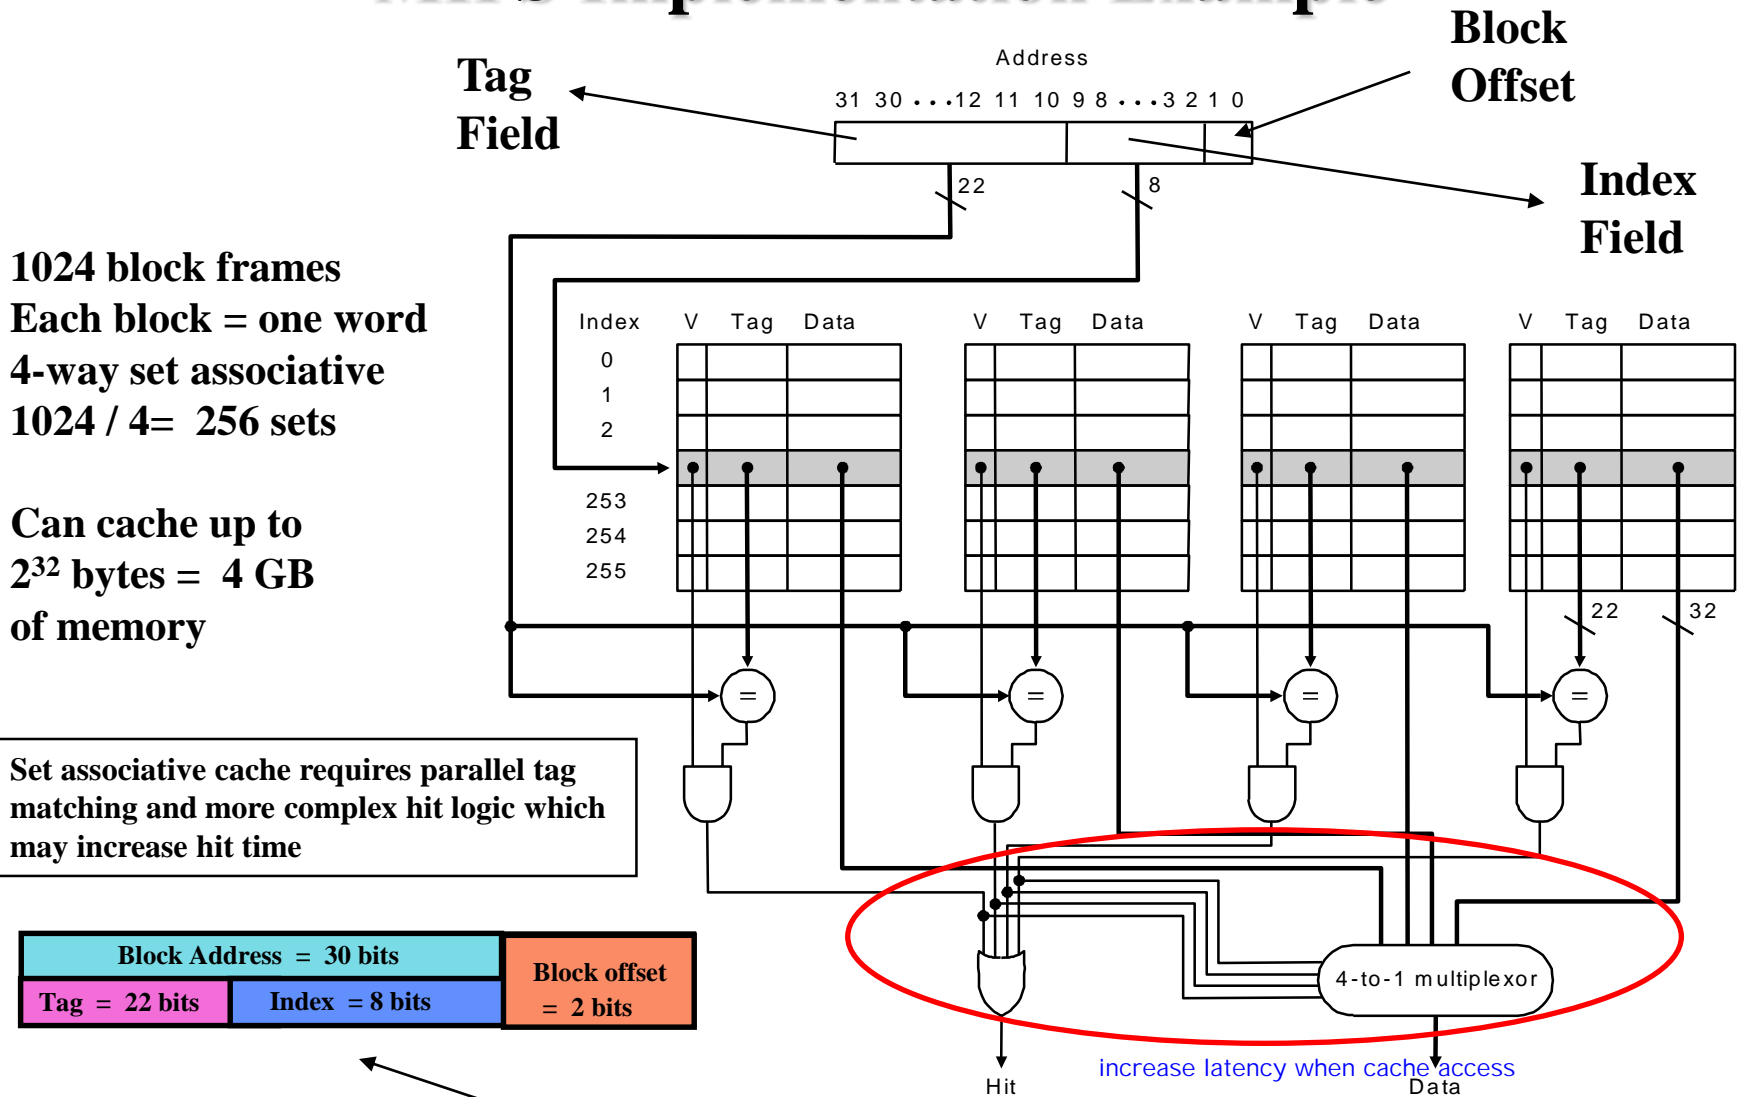 MIPS Implementation Example
Block
Offset
Address
Tag
Field
31 30 ...12 11 10 9 8 ...3 2 1 0
22
8
Index
Field
1024 block frames
Each block = one word
4-way set associative
1024 / 4= 256 sets
Can cache up to
2³² bytes = 4 GB
of memory
Index V Tag Data V Tag Data V Tag Data V Tag Data
0
1
2
253
254
255
22 32
= = = =
Set associative cache requires parallel tag
matching and more complex hit logic which
may increase hit time
Block Address = 30 bits
Tag = 22 bits
Index = 8 bits
Block offset
= 2 bits
4-to-1 multiplexor
increase latency when cache access
Hit
Data